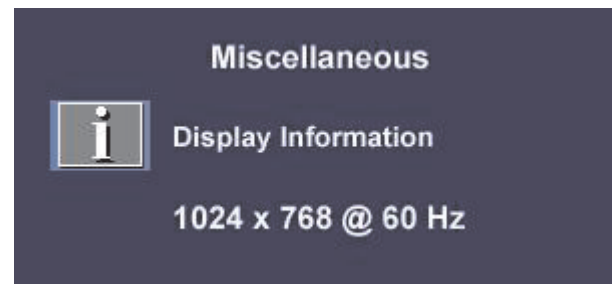 Miscellaneous
i
Display Information
1024 x 768 @ 60 Hz